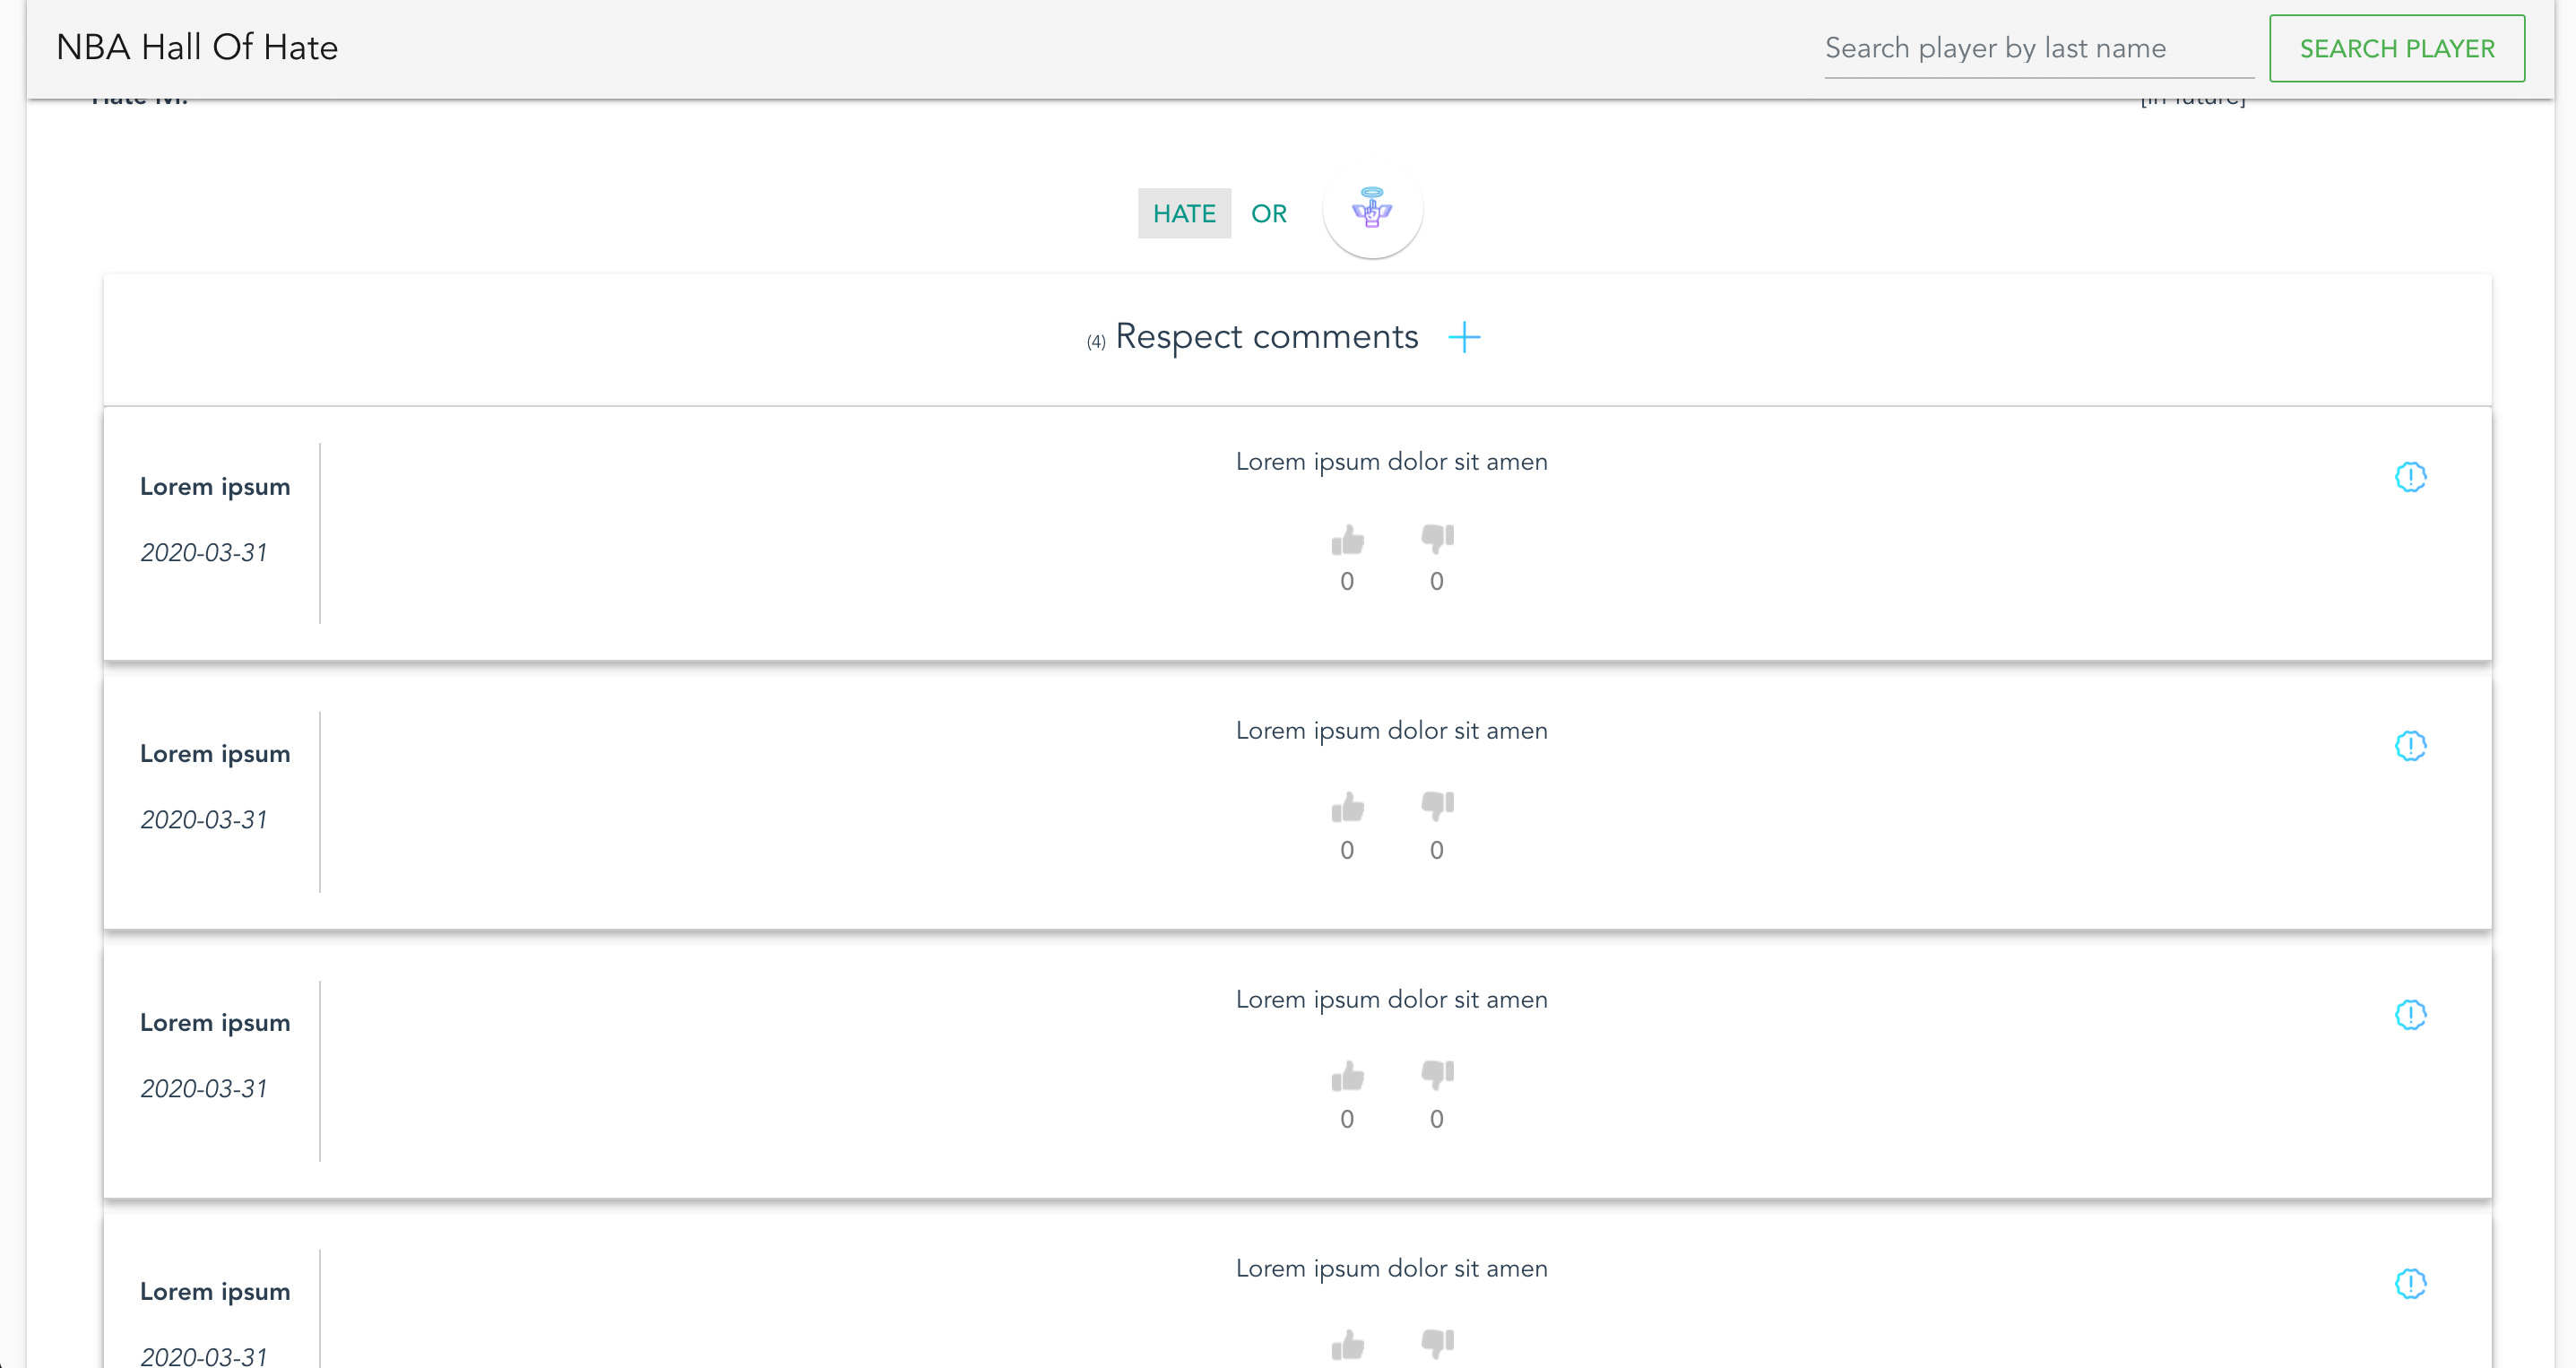 NBA Hall Of Hate
Search player by last name
SEARCH PLAYER
[in future]
HATE OR
(4) Respect comments
Lorem ipsum
2020-03-31
Lorem ipsum dolor sit amen
0 0
Lorem ipsum
2020-03-31
Lorem ipsum dolor sit amen
0 0
Lorem ipsum
2020-03-31
Lorem ipsum dolor sit amen
0 0
Lorem ipsum
2020-03-31
Lorem ipsum dolor sit amen